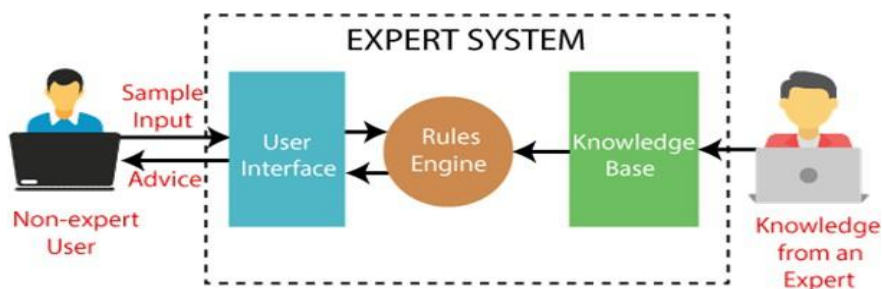 EXPERT SYSTEM
Sample
Input
Advice
Non-expert
User
User
Interface
Rules
Engine
Knowledge
Base
Knowledge
from an
Expert